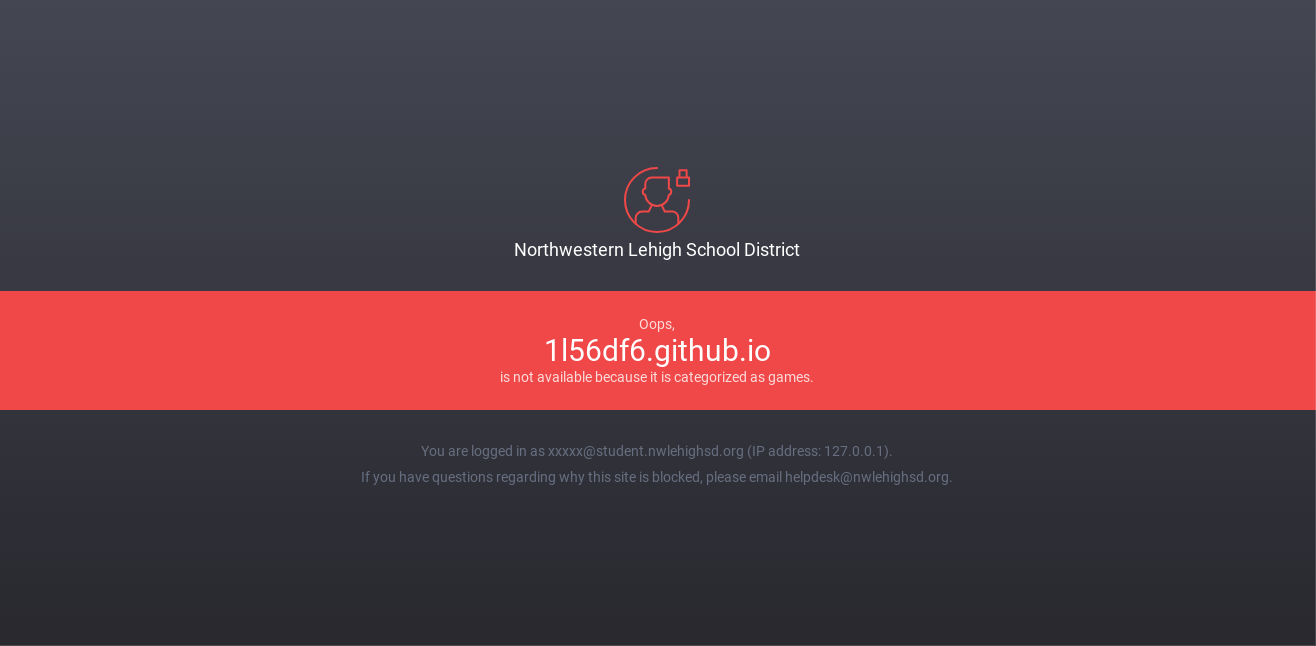 Northwestern Lehigh School District
Oops,
1l56df6.github.io
is not available because it is categorized as games.
You are logged in as xxxxx@student.nwlehighsd.org (IP address: 127.0.0.1).
If you have questions regarding why this site is blocked, please email helpdesk@nwlehighsd.org.